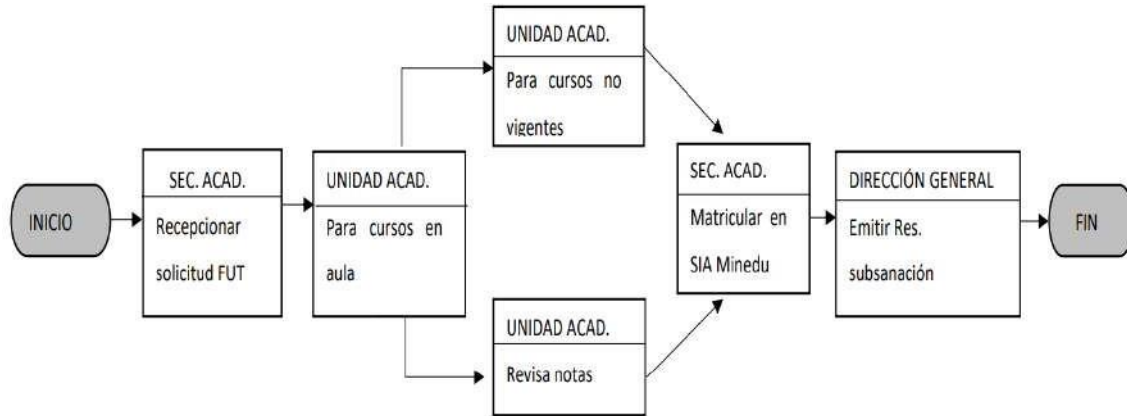 INICIO
SEC. ACAD.
Recepcionar
solicitud FUT
UNIDAD ACAD.
Para cursos en
aula
UNIDAD ACAD.
Para cursos no
vigentes
UNIDAD ACAD.
Revisa notas
SEC. ACAD.
Matricular en
SIA Minedu
DIRECCIÓN GENERAL
Emitir Res.
subsanación
FIN